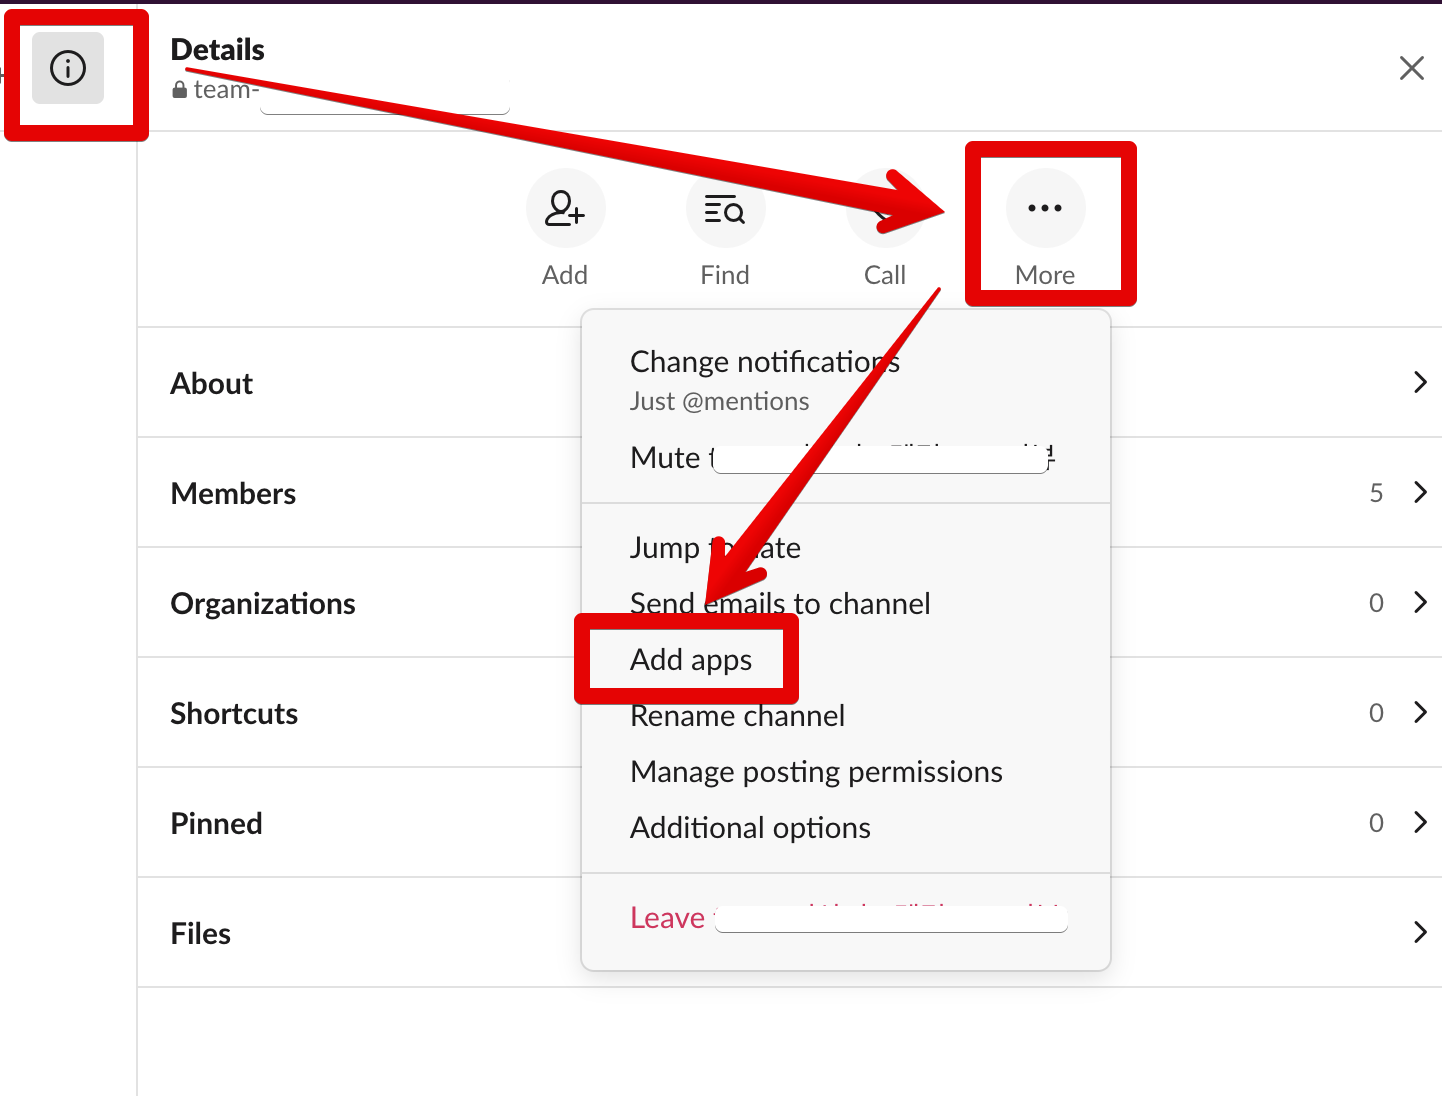 Details
team-
Add
Find
Call
More
Change notifications
Just @mentions
Mute
Jump to date
Send emails to channel
Add apps
Rename channel
Manage posting permissions
Additional options
Leave
About
Members
5
Organizations
0
Shortcuts
0
Pinned
0
Files